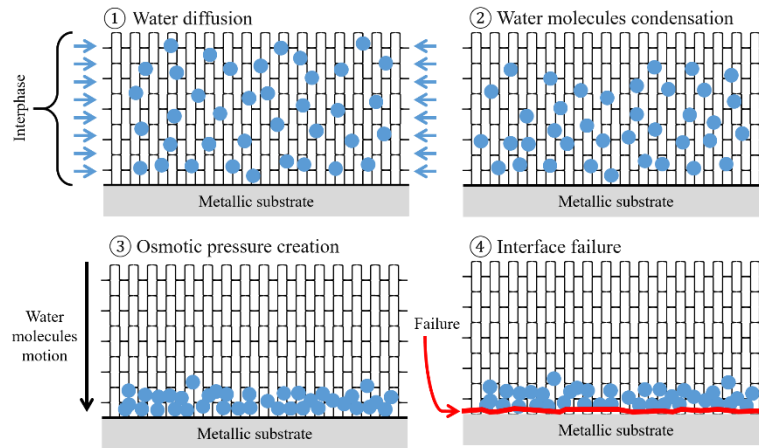 ① Water diffusion
② Water molecules condensation
Interphase
Metallic substrate
Metallic substrate
③ Osmotic pressure creation
④ Interface failure
Water
molecules
motion
Failure
Metallic substrate
Metallic substrate